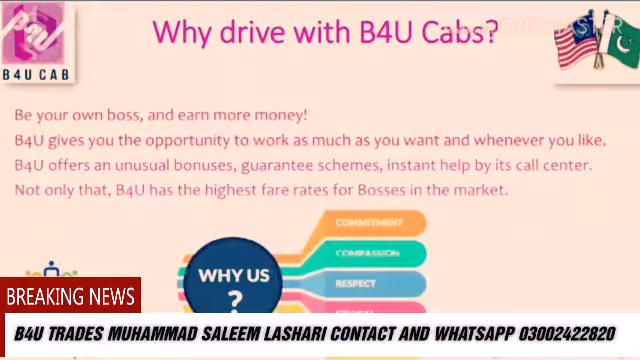 Why drive with B4U Cabs?
B4U
B4U CAB
Be your own boss, and earn more money!
B4U gives you the opportunity to work as much as you want and whenever you like.
B4U offers an unusual bonuses, guarantee schemes, instant help by its call center.
Not only that, B4U has the highest fare rates for Bosses in the market.
COMMITMENT
COMPASSION
WHY US
?
RESPECT
BREAKING NEWS
B4U TRADES MUHAMMAD SALEEM LASHARI CONTACT AND WHATSAPP 03002422820